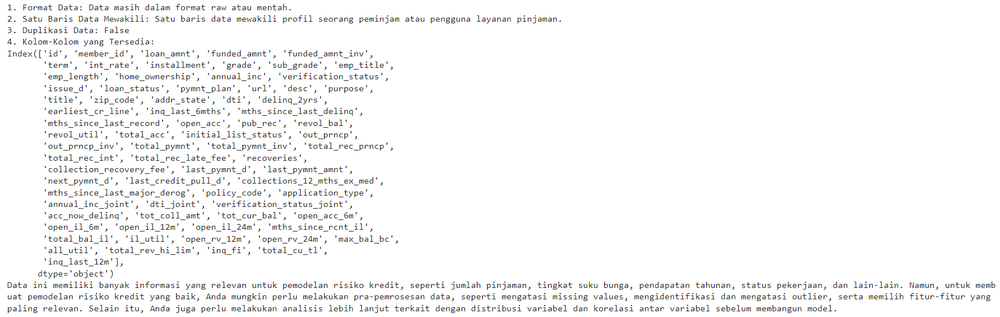 1. Format Data: Data masih dalam format raw atau mentah.
2. Satu Baris Data Mewakili: Satu baris data mewakili profil seorang peminjam atau pengguna layanan pinjaman.
3. Duplikasi Data: False
4. Kolom-Kolom yang Tersedia:
Index(['id', 'member_id', 'loan_amnt', 'funded_amnt', 'funded_amnt_inv',
       'term', 'int_rate', 'installment', 'grade', 'sub_grade', 'emp_title',
       'emp_length', 'home_ownership', 'annual_inc', 'verification_status',
       'issue_d', 'loan_status', 'pymnt_plan', 'url', 'desc', 'purpose',
       'title', 'zip_code', 'addr_state', 'dti', 'delinq_2yrs',
       'earliest_cr_line', 'inq_last_6mths', 'mths_since_last_delinq',
       'mths_since_last_record', 'open_acc', 'pub_rec', 'revol_bal',
       'revol_util', 'total_acc', 'initial_list_status', 'out_prncp',
       'out_prncp_inv', 'total_pymnt', 'total_pymnt_inv', 'total_rec_prncp',
       'total_rec_int', 'total_rec_late_fee', 'recoveries',
       'collection_recovery_fee', 'last_pymnt_d', 'last_pymnt_amnt',
       'next_pymnt_d', 'last_credit_pull_d', 'collections_12_mths_ex_med',
       'mths_since_last_major_derog', 'policy_code', 'application_type',
       'annual_inc_joint', 'dti_joint', 'verification_status_joint',
       'acc_now_delinq', 'tot_coll_amt', 'tot_cur_bal', 'open_acc_6m',
       'open_il_6m', 'open_il_12m', 'open_il_24m', 'mths_since_rcnt_il',
       'total_bal_il', 'il_util', 'open_rv_12m', 'open_rv_24m', 'max_bal_bc',
       'all_util', 'total_rev_hi_lim', 'inq_fi', 'total_cu_tl',
       'inq_last_12m'],
      dtype='object')
Data ini memiliki banyak informasi yang relevan untuk pemodelan risiko kredit, seperti jumlah pinjaman, tingkat suku bunga, pendapatan tahunan, status pekerjaan, dan lain-lain. Namun, untuk memb
uat pemodelan risiko kredit yang baik, Anda mungkin perlu melakukan pra-pemrosesan data, seperti mengatasi missing values, mengidentifikasi dan mengatasi outlier, serta memilih fitur-fitur yang
paling relevan. Selain itu, Anda juga perlu melakukan analisis lebih lanjut terkait dengan distribusi variabel dan korelasi antar variabel sebelum membangun model.